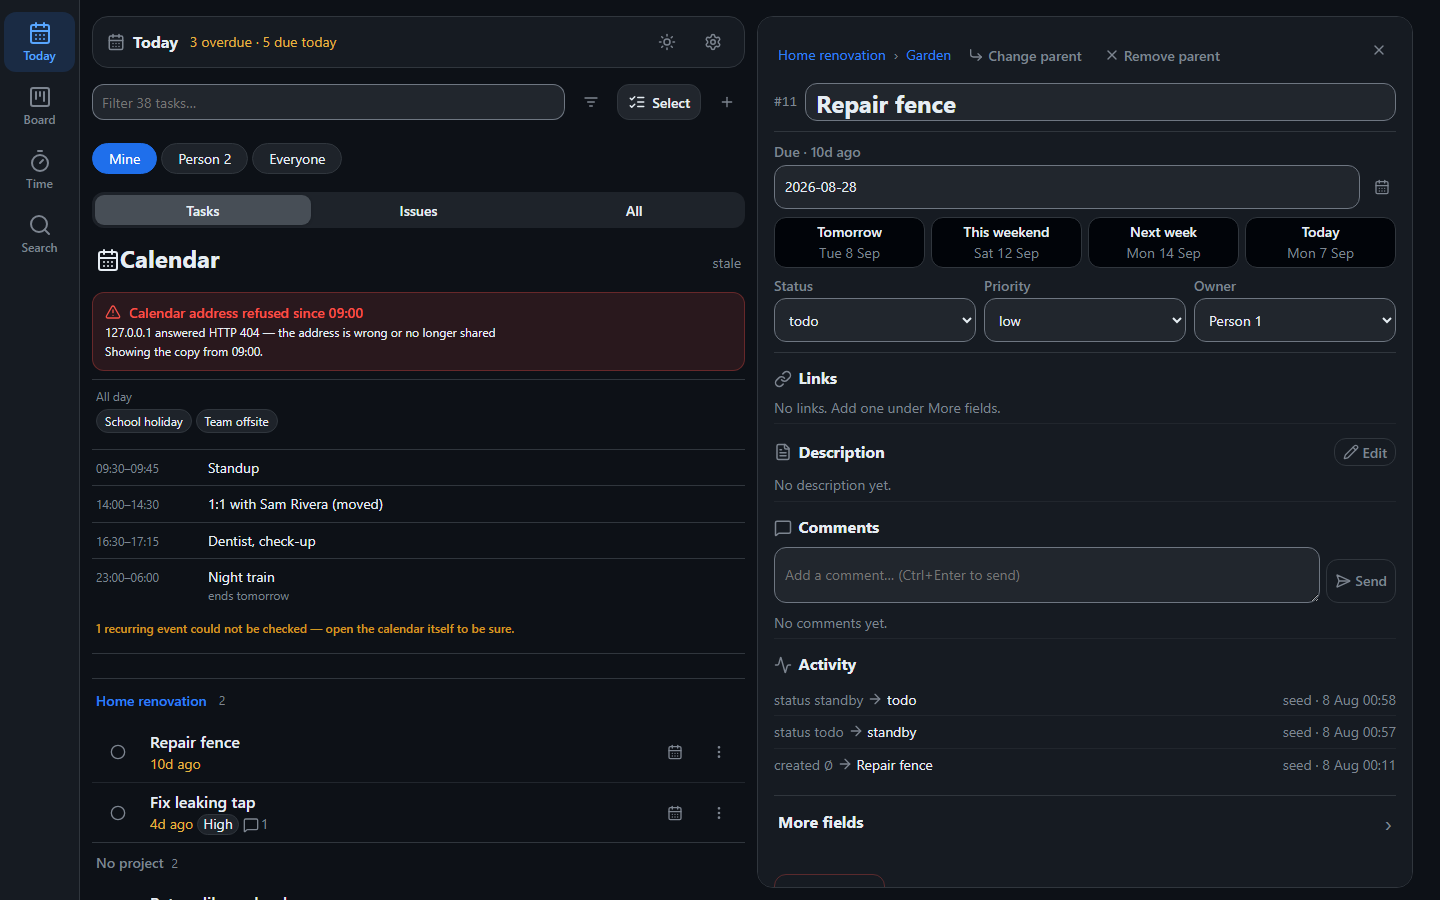 Today
Board
Time
Search
Today 3 overdue · 5 due today
Filter 38 tasks...
Select
Mine
Person 2
Everyone
Tasks
Issues
All
Calendar
stale
Calendar address refused since 09:00
127.0.0.1 answered HTTP 404 — the address is wrong or no longer shared
Showing the copy from 09:00.
All day
School holiday
Team offsite
09:30–09:45 Standup
14:00–14:30 1:1 with Sam Rivera (moved)
16:30–17:15 Dentist, check-up
23:00–06:00 Night train
ends tomorrow
1 recurring event could not be checked — open the calendar itself to be sure.
Home renovation 2
Repair fence
10d ago
Fix leaking tap
4d ago High 1
No project 2
Home renovation › Garden
Change parent
Remove parent
#11 Repair fence
Due · 10d ago
2026-08-28
Tomorrow
Tue 8 Sep
This weekend
Sat 12 Sep
Next week
Mon 14 Sep
Today
Mon 7 Sep
Status
todo
Priority
low
Owner
Person 1
Links
No links. Add one under More fields.
Description
Edit
No description yet.
Comments
Add a comment... (Ctrl+Enter to send)
Send
No comments yet.
Activity
status standby → todo seed · 8 Aug 00:58
status todo → standby seed · 8 Aug 00:57
created ∅ → Repair fence seed · 8 Aug 00:11
More fields ›